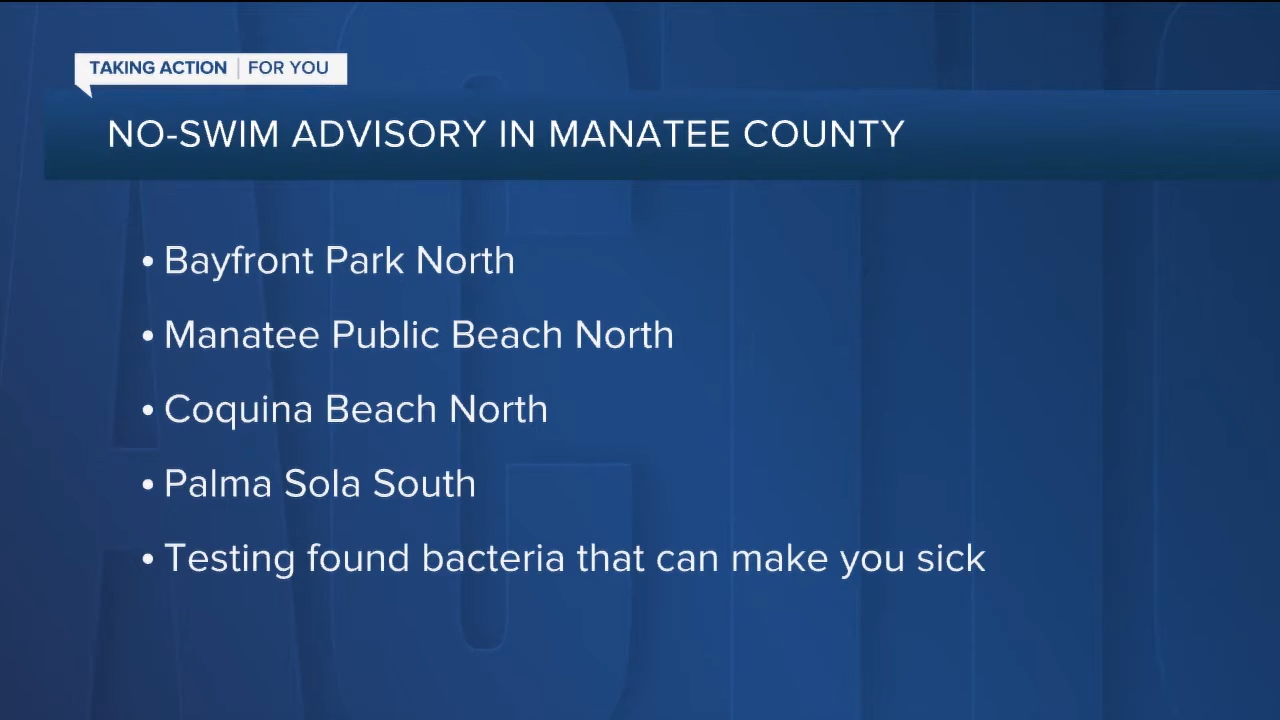 TAKING ACTION | FOR YOU
NO-SWIM ADVISORY IN MANATEE COUNTY
• Bayfront Park North
• Manatee Public Beach North
• Coquina Beach North
• Palma Sola South
• Testing found bacteria that can make you sick